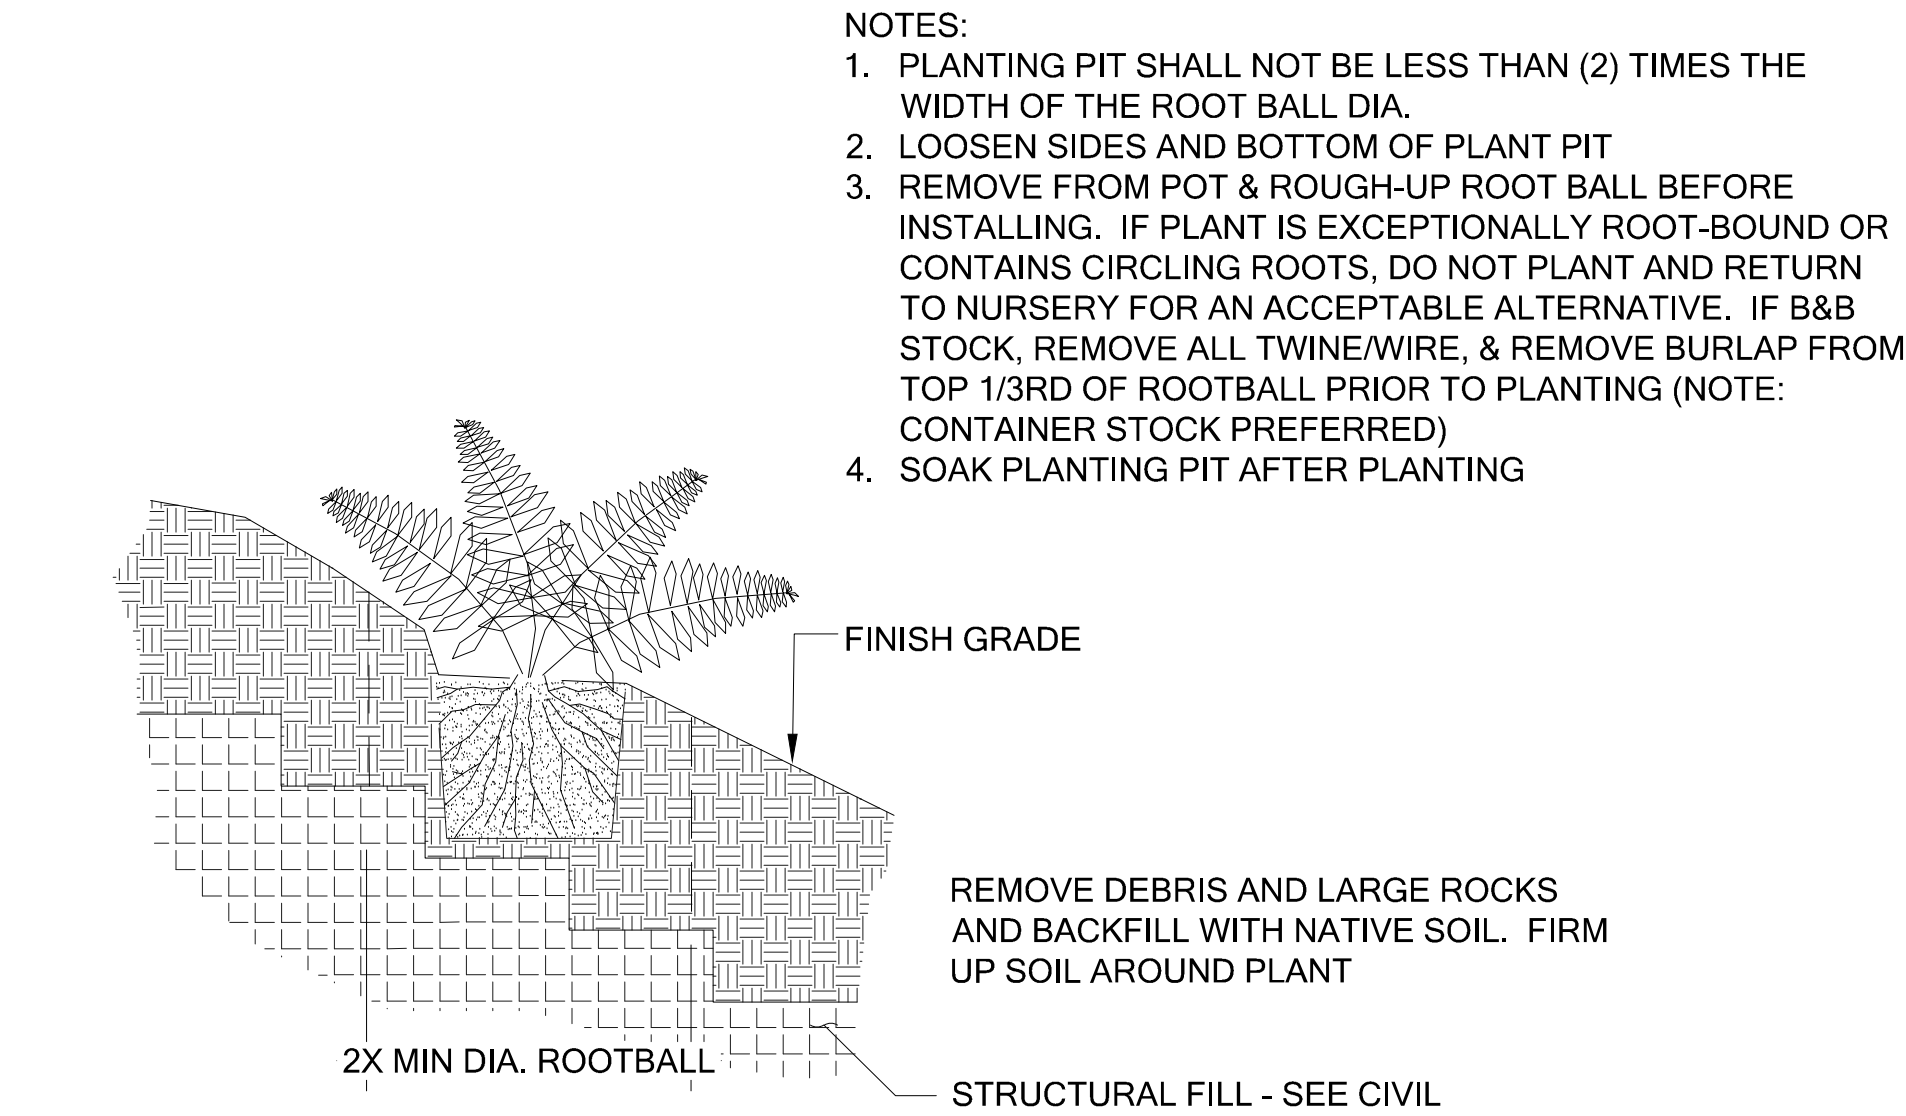 NOTES:
1. PLANTING PIT SHALL NOT BE LESS THAN (2) TIMES THE
WIDTH OF THE ROOT BALL DIA.
2. LOOSEN SIDES AND BOTTOM OF PLANT PIT
3. REMOVE FROM POT & ROUGH-UP ROOT BALL BEFORE
INSTALLING. IF PLANT IS EXCEPTIONALLY ROOT-BOUND OR
CONTAINS CIRCLING ROOTS, DO NOT PLANT AND RETURN
TO NURSERY FOR AN ACCEPTABLE ALTERNATIVE. IF B&B
STOCK, REMOVE ALL TWINE/WIRE, & REMOVE BURLAP FROM
TOP 1/3RD OF ROOTBALL PRIOR TO PLANTING (NOTE:
CONTAINER STOCK PREFERRED)
4. SOAK PLANTING PIT AFTER PLANTING
FINISH GRADE
REMOVE DEBRIS AND LARGE ROCKS
AND BACKFILL WITH NATIVE SOIL. FIRM
UP SOIL AROUND PLANT
2X MIN DIA. ROOTBALL
STRUCTURAL FILL - SEE CIVIL